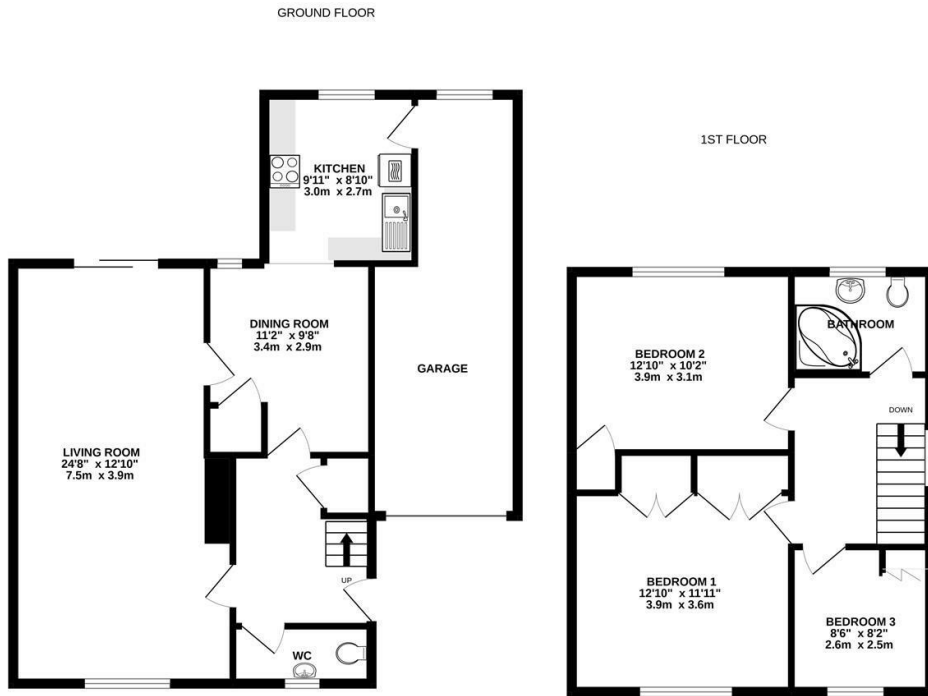 GROUND FLOOR
KITCHEN
9'11" x 8'10"
3.0m x 2.7m
DINING ROOM
11'2" x 9'8"
3.4m x 2.9m
GARAGE
LIVING ROOM
24'8" x 12'10"
7.5m x 3.9m
UP
WC
1ST FLOOR
BATHROOM
BEDROOM 2
12'10" x 10'2"
3.9m x 3.1m
DOWN
BEDROOM 1
12'10" x 11'11"
3.9m x 3.6m
BEDROOM 3
8'6" x 8'2"
2.6m x 2.5m